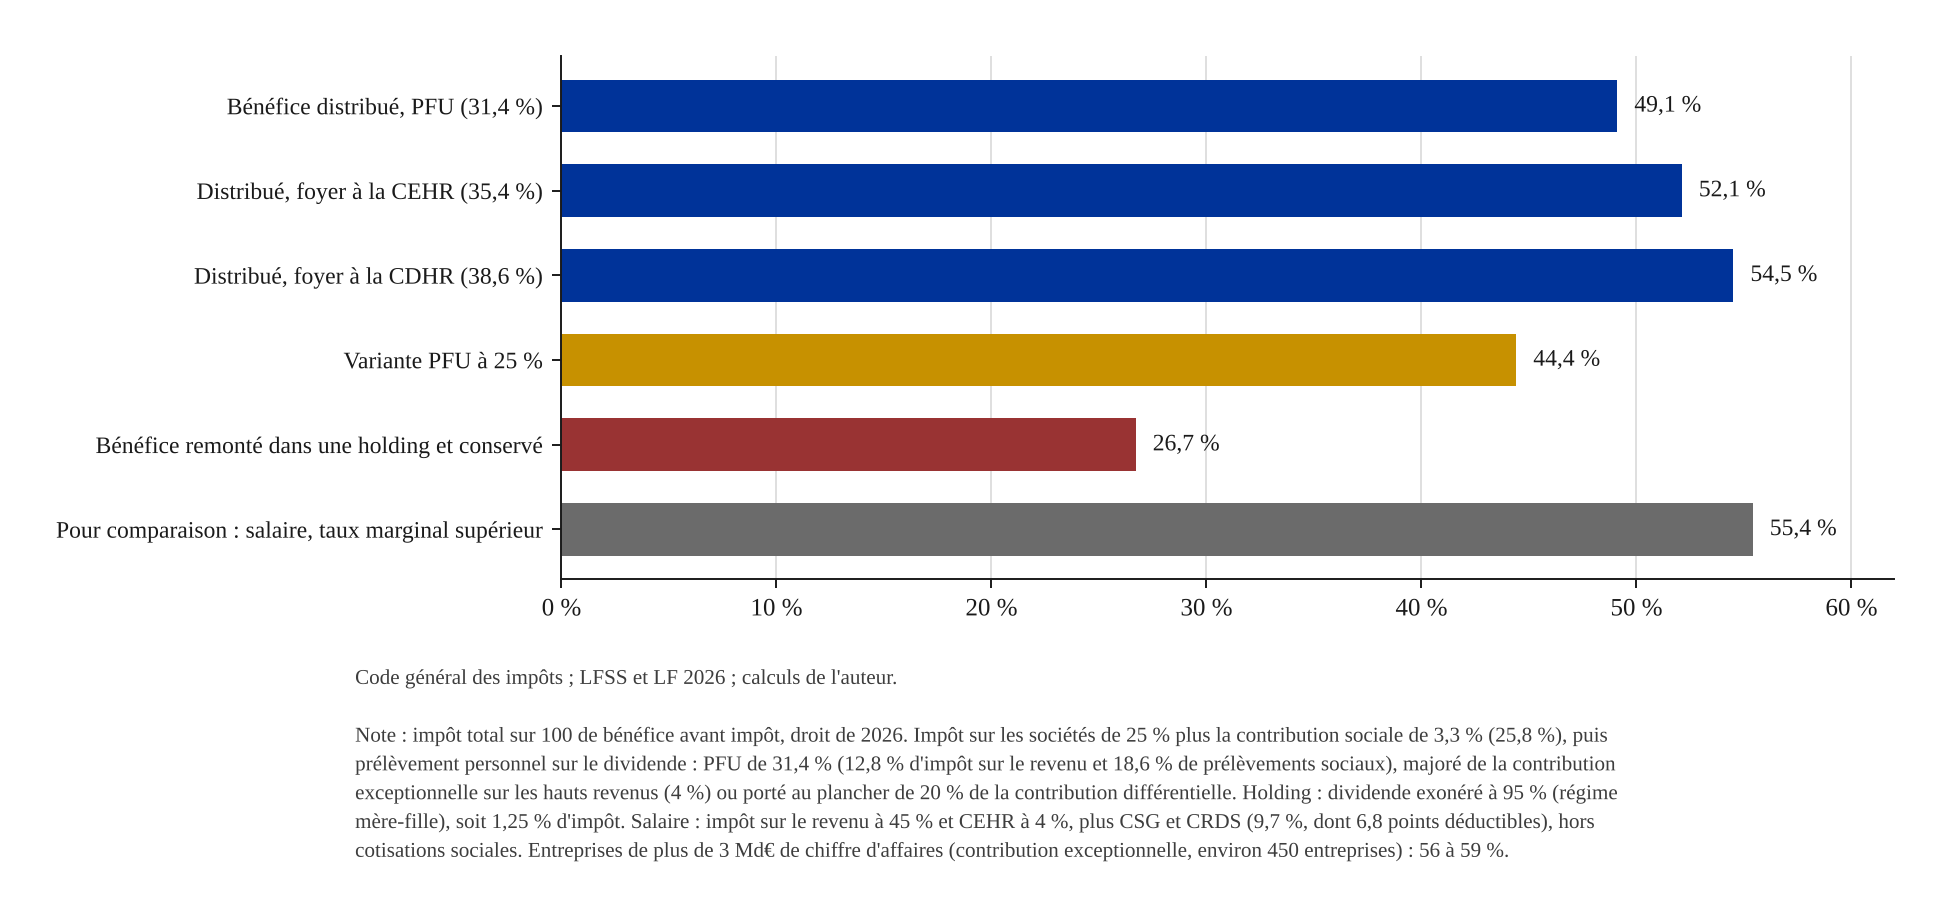 Bénéfice distribué, PFU (31,4 %)
49,1 %
Distribué, foyer à la CEHR (35,4 %)
52,1 %
Distribué, foyer à la CDHR (38,6 %)
54,5 %
Variante PFU à 25 %
44,4 %
Bénéfice remonté dans une holding et conservé
26,7 %
Pour comparaison : salaire, taux marginal supérieur
55,4 %
0 %
10 %
20 %
30 %
40 %
50 %
60 %
Code général des impôts ; LFSS et LF 2026 ; calculs de l'auteur.
Note : impôt total sur 100 de bénéfice avant impôt, droit de 2026. Impôt sur les sociétés de 25 % plus la contribution sociale de 3,3 % (25,8 %), puis
prélèvement personnel sur le dividende : PFU de 31,4 % (12,8 % d'impôt sur le revenu et 18,6 % de prélèvements sociaux), majoré de la contribution
exceptionnelle sur les hauts revenus (4 %) ou porté au plancher de 20 % de la contribution différentielle. Holding : dividende exonéré à 95 % (régime
mère-fille), soit 1,25 % d'impôt. Salaire : impôt sur le revenu à 45 % et CEHR à 4 %, plus CSG et CRDS (9,7 %, dont 6,8 points déductibles), hors
cotisations sociales. Entreprises de plus de 3 Md€ de chiffre d'affaires (contribution exceptionnelle, environ 450 entreprises) : 56 à 59 %.